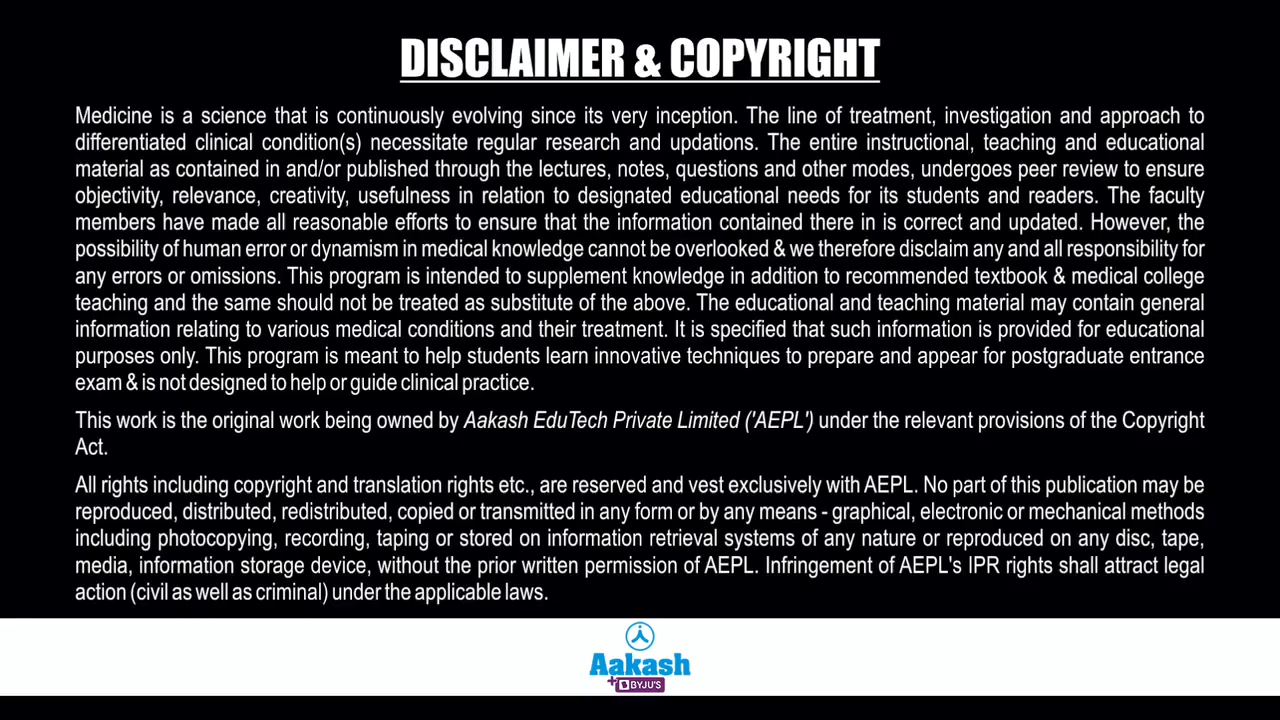 DISCLAIMER & COPYRIGHT
Medicine is a science that is continuously evolving since its very inception. The line of treatment, investigation and approach to
differentiated clinical condition(s) necessitate regular research and updations. The entire instructional, teaching and educational
material as contained in and/or published through the lectures, notes, questions and other modes, undergoes peer review to ensure
objectivity, relevance, creativity, usefulness in relation to designated educational needs for its students and readers. The faculty
members have made all reasonable efforts to ensure that the information contained there in is correct and updated. However, the
possibility of human error or dynamism in medical knowledge cannot be overlooked & we therefore disclaim any and all responsibility for
any errors or omissions. This program is intended to supplement knowledge in addition to recommended textbook & medical college
teaching and the same should not be treated as substitute of the above. The educational and teaching material may contain general
information relating to various medical conditions and their treatment. It is specified that such information is provided for educational
purposes only. This program is meant to help students learn innovative techniques to prepare and appear for postgraduate entrance
exam & is not designed to help or guide clinical practice.
This work is the original work being owned by Aakash EduTech Private Limited ('AEPL') under the relevant provisions of the Copyright
Act.
All rights including copyright and translation rights etc., are reserved and vest exclusively with AEPL. No part of this publication may be
reproduced, distributed, redistributed, copied or transmitted in any form or by any means - graphical, electronic or mechanical methods
including photocopying, recording, taping or stored on information retrieval systems of any nature or reproduced on any disc, tape,
media, information storage device, without the prior written permission of AEPL. Infringement of AEPL's IPR rights shall attract legal
action (civil as well as criminal) under the applicable laws.
Aakash
+ BYJU'S